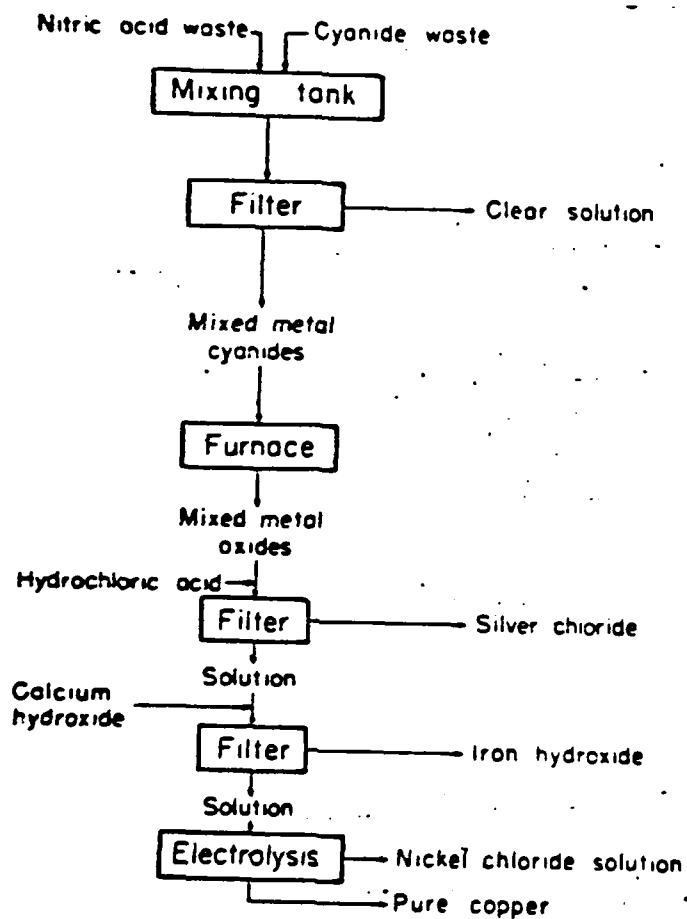 Nitric acid waste
Cyanide waste
Mixing tank
Filter
Clear solution
Mixed metal
cyanides
Furnace
Mixed metal
oxides
Hydrochloric acid
Filter
Silver chloride
Solution
Calcium
hydroxide
Filter
Iron hydroxide
Solution
Electrolysis
Nickel chloride solution
Pure copper